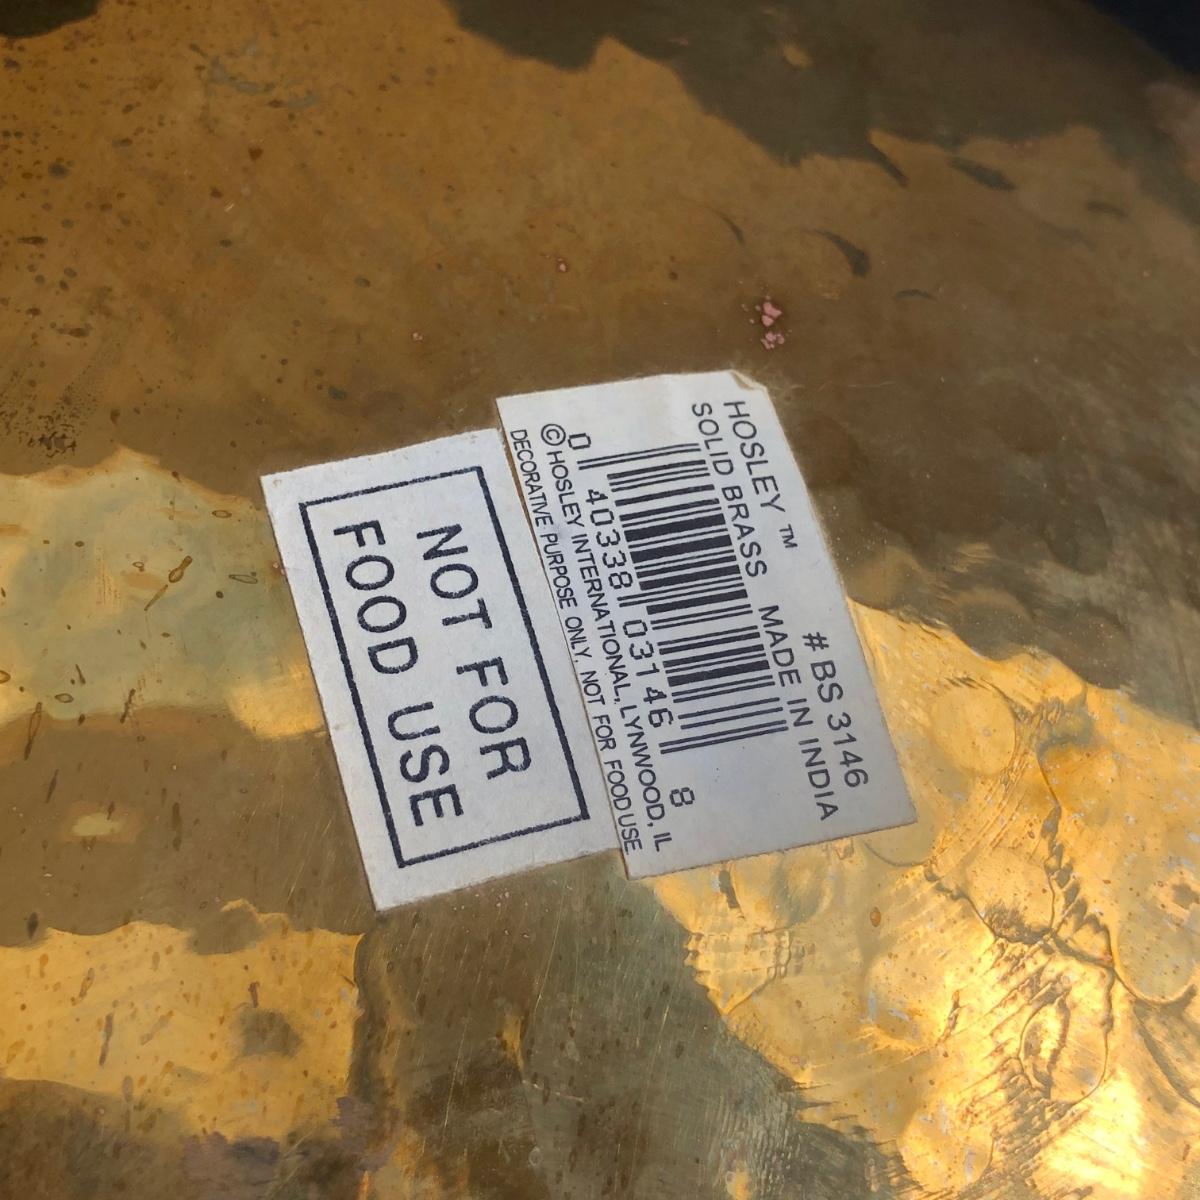 HOSLEY ™ # BS 3146
SOLID BRASS MADE IN INDIA
0 40338 03146 8
© HOSLEY INTERNATIONAL, LYNWOOD, IL
DECORATIVE PURPOSE ONLY. NOT FOR FOOD USE.
NOT FOR
FOOD USE